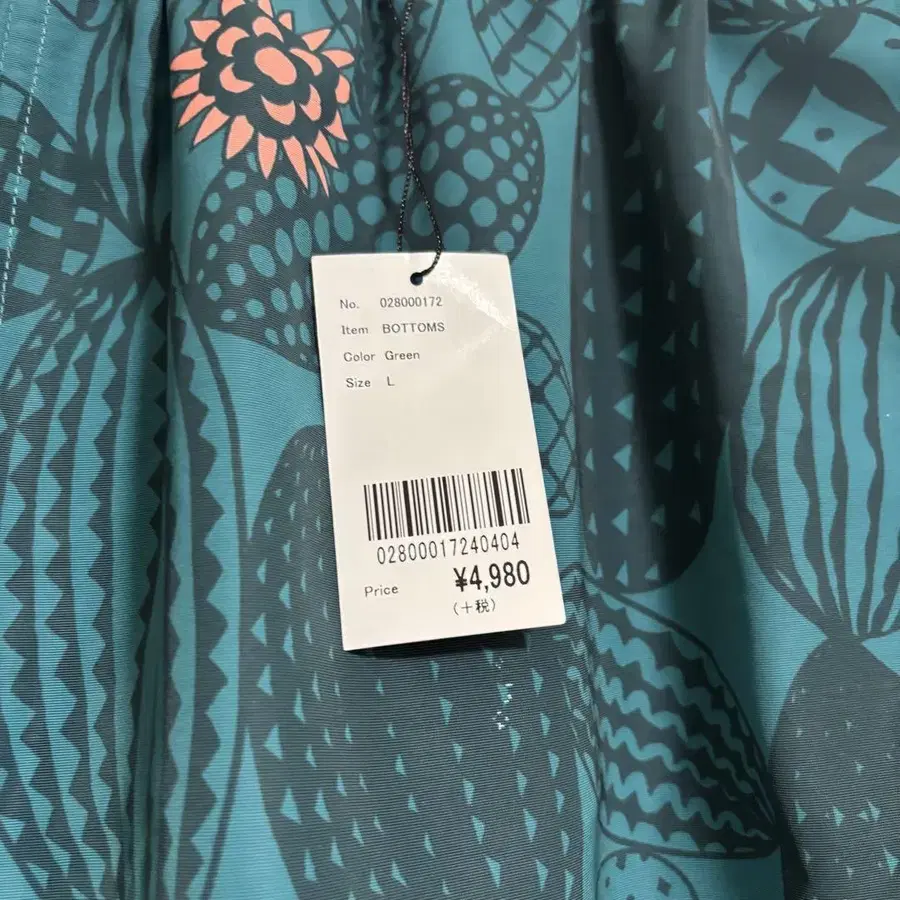 No. 028000172
Item BOTTOMS
Color Green
Size L
02800017240404
Price ¥4,980
(+税)